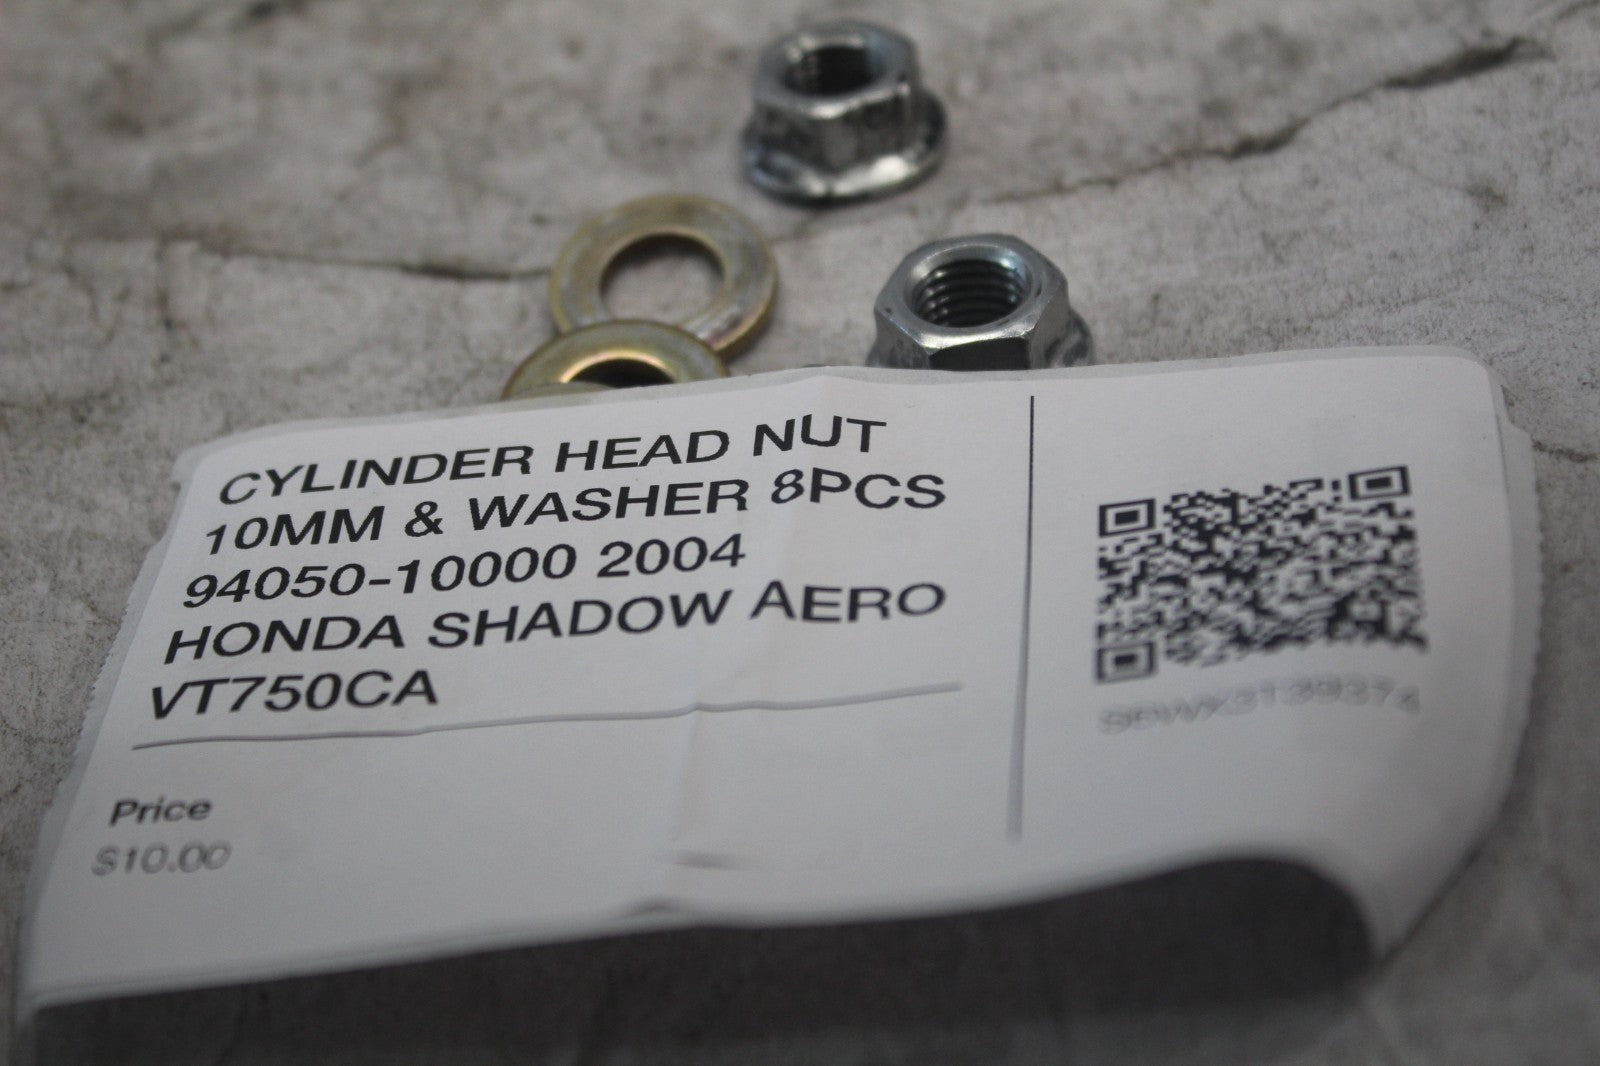 CYLINDER HEAD NUT
10MM & WASHER 8PCS
94050-10000 2004
HONDA SHADOW AERO
VT750CA
Price
$10.00